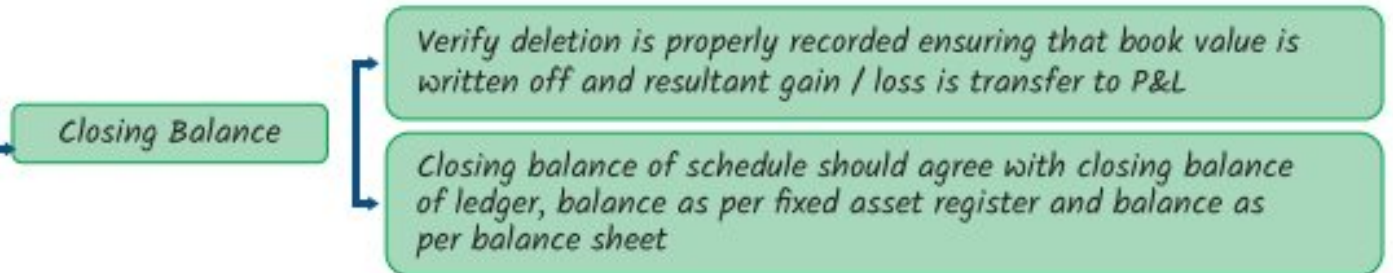 Closing Balance
Verify deletion is properly recorded ensuring that book value is
written off and resultant gain / loss is transfer to P&L
Closing balance of schedule should agree with closing balance
of ledger, balance as per fixed asset register and balance as
per balance sheet